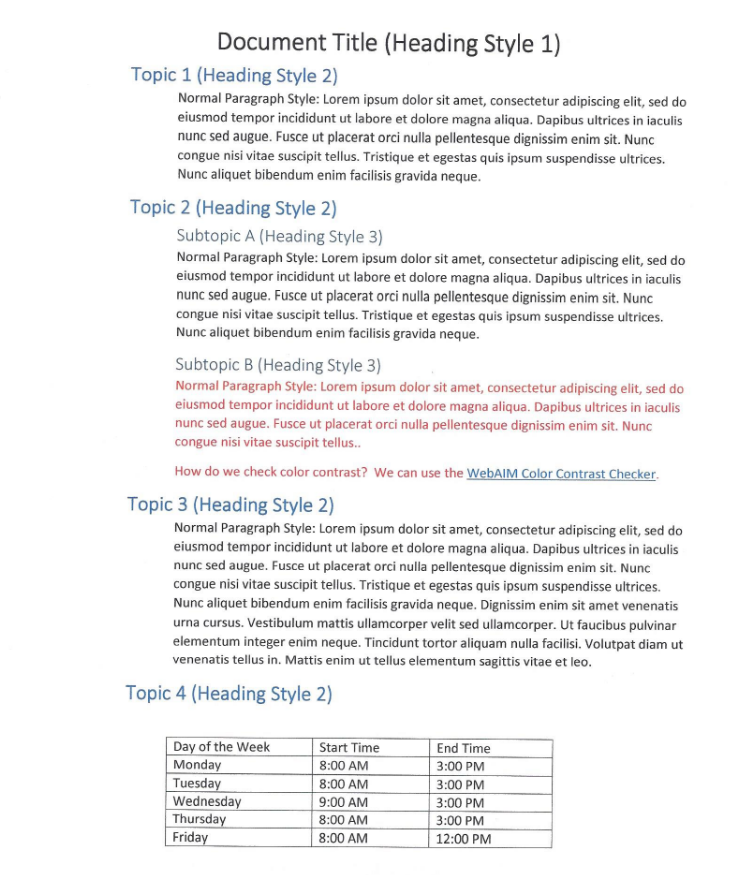 Document Title (Heading Style 1)
Topic 1 (Heading Style 2)
Normal Paragraph Style: Lorem ipsum dolor sit amet, consectetur adipiscing elit, sed do
eiusmod tempor incididunt ut labore et dolore magna aliqua. Dapibus ultrices in iaculis
nunc sed augue. Fusce ut placerat orci nulla pellentesque dignissim enim sit. Nunc
congue nisi vitae suscipit tellus. Tristique et egestas quis ipsum suspendisse ultrices.
Nunc aliquet bibendum enim facilisis gravida neque.
Topic 2 (Heading Style 2)
Subtopic A (Heading Style 3)
Normal Paragraph Style: Lorem ipsum dolor sit amet, consectetur adipiscing elit, sed do
eiusmod tempor incididunt ut labore et dolore magna aliqua. Dapibus ultrices in iaculis
nunc sed augue. Fusce ut placerat orci nulla pellentesque dignissim enim sit. Nunc
congue nisi vitae suscipit tellus. Tristique et egestas quis ipsum suspendisse ultrices.
Nunc aliquet bibendum enim facilisis gravida neque.
Subtopic B (Heading Style 3)
Normal Paragraph Style: Lorem ipsum dolor sit amet, consectetur adipiscing elit, sed do
eiusmod tempor incididunt ut labore et dolore magna aliqua. Dapibus ultrices in iaculis
nunc sed augue. Fusce ut placerat orci nulla pellentesque dignissim enim sit. Nunc
congue nisi vitae suscipit tellus..
How do we check color contrast? We can use the WebAIM Color Contrast Checker.
Topic 3 (Heading Style 2)
Normal Paragraph Style: Lorem ipsum dolor sit amet, consectetur adipiscing elit, sed do
eiusmod tempor incididunt ut labore et dolore magna aliqua. Dapibus ultrices in iaculis
nunc sed augue. Fusce ut placerat orci nulla pellentesque dignissim enim sit. Nunc
congue nisi vitae suscipit tellus. Tristique et egestas quis ipsum suspendisse ultrices.
Nunc aliquet bibendum enim facilisis gravida neque. Dignissim enim sit amet venenatis
urna cursus. Vestibulum mattis ullamcorper velit sed ullamcorper. Ut faucibus pulvinar
elementum integer enim neque. Tincidunt tortor aliquam nulla facilisi. Volutpat diam ut
venenatis tellus in. Mattis enim ut tellus elementum sagittis vitae et leo.
Topic 4 (Heading Style 2)
Day of the Week Start Time End Time
Monday 8:00 AM 3:00 PM
Tuesday 8:00 AM 3:00 PM
Wednesday 9:00 AM 3:00 PM
Thursday 8:00 AM 3:00 PM
Friday 8:00 AM 12:00 PM